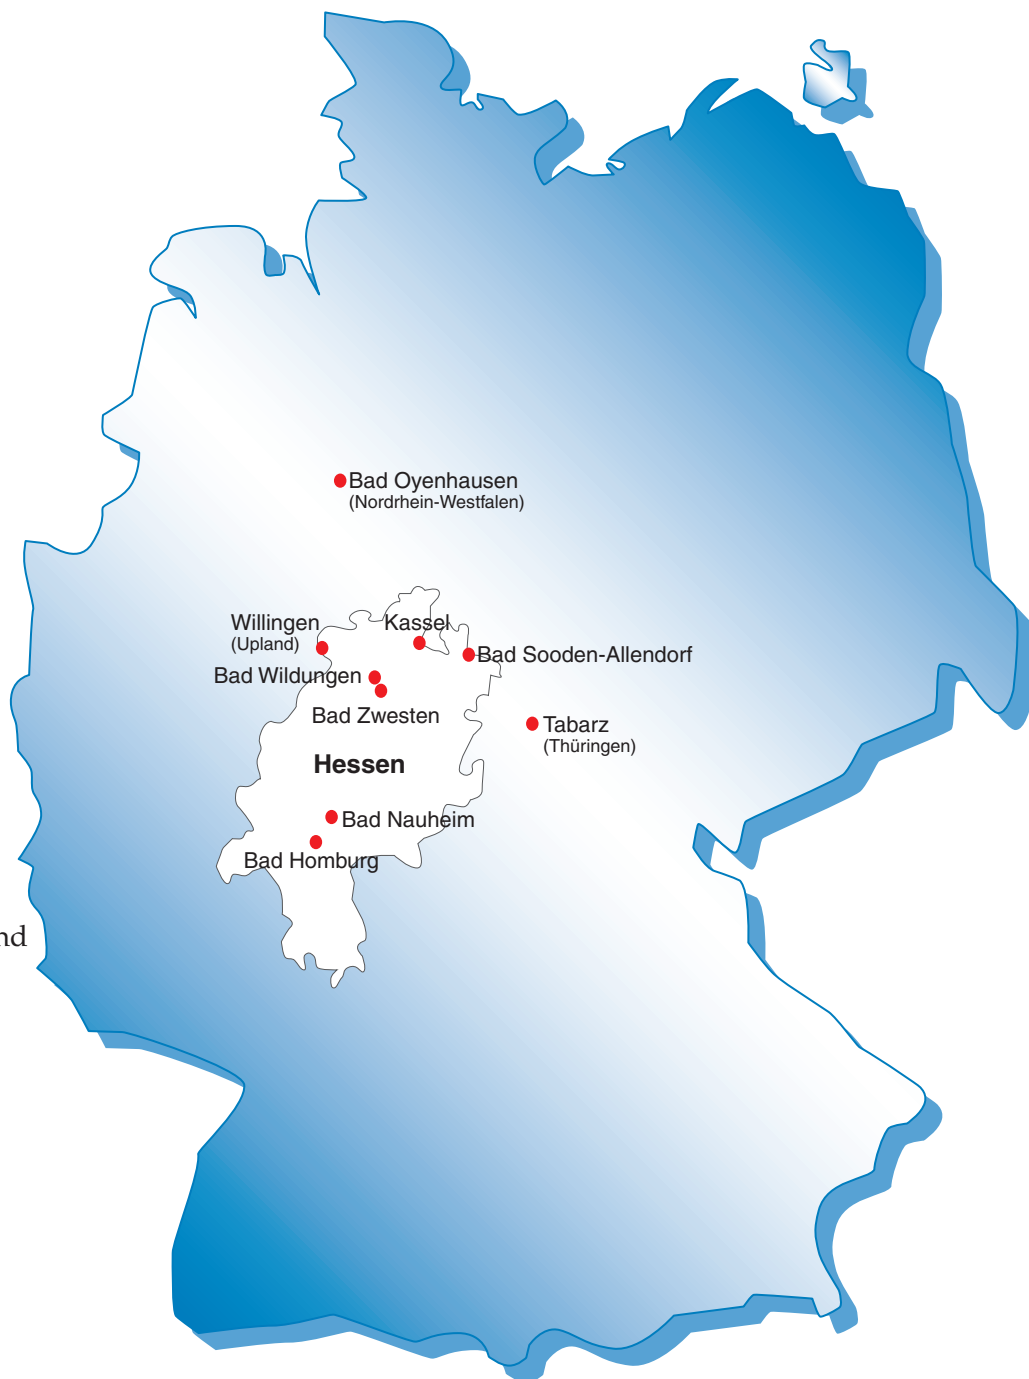 Bad Oyenhausen
(Nordrhein-Westfalen)
Willingen
(Upland)
Kassel
Bad Sooden-Allendorf
Bad Wildungen
Bad Zwesten
Tabarz
(Thüringen)
Hessen
Bad Nauheim
Bad Homburg
nd